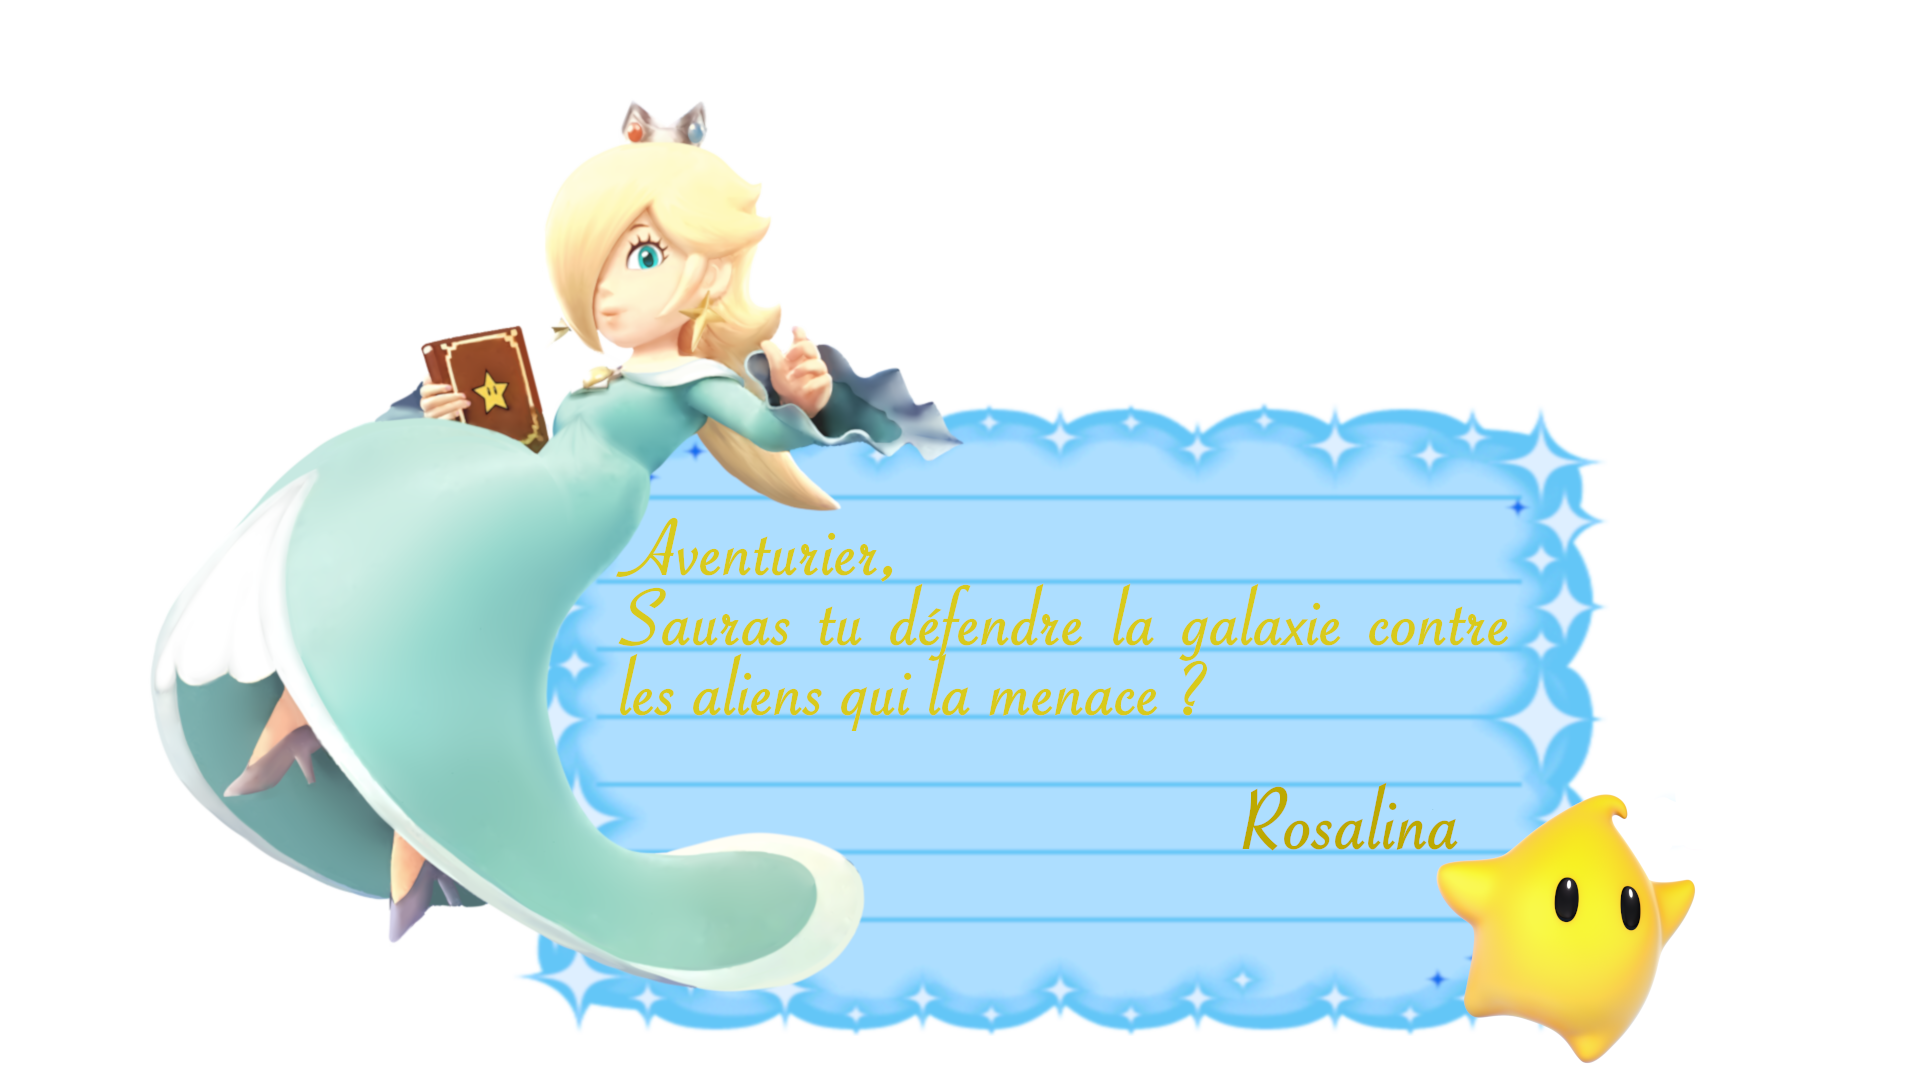 Aventurier,
Sauras tu défendre la galaxie contre
les aliens qui la menace ?
Rosalina